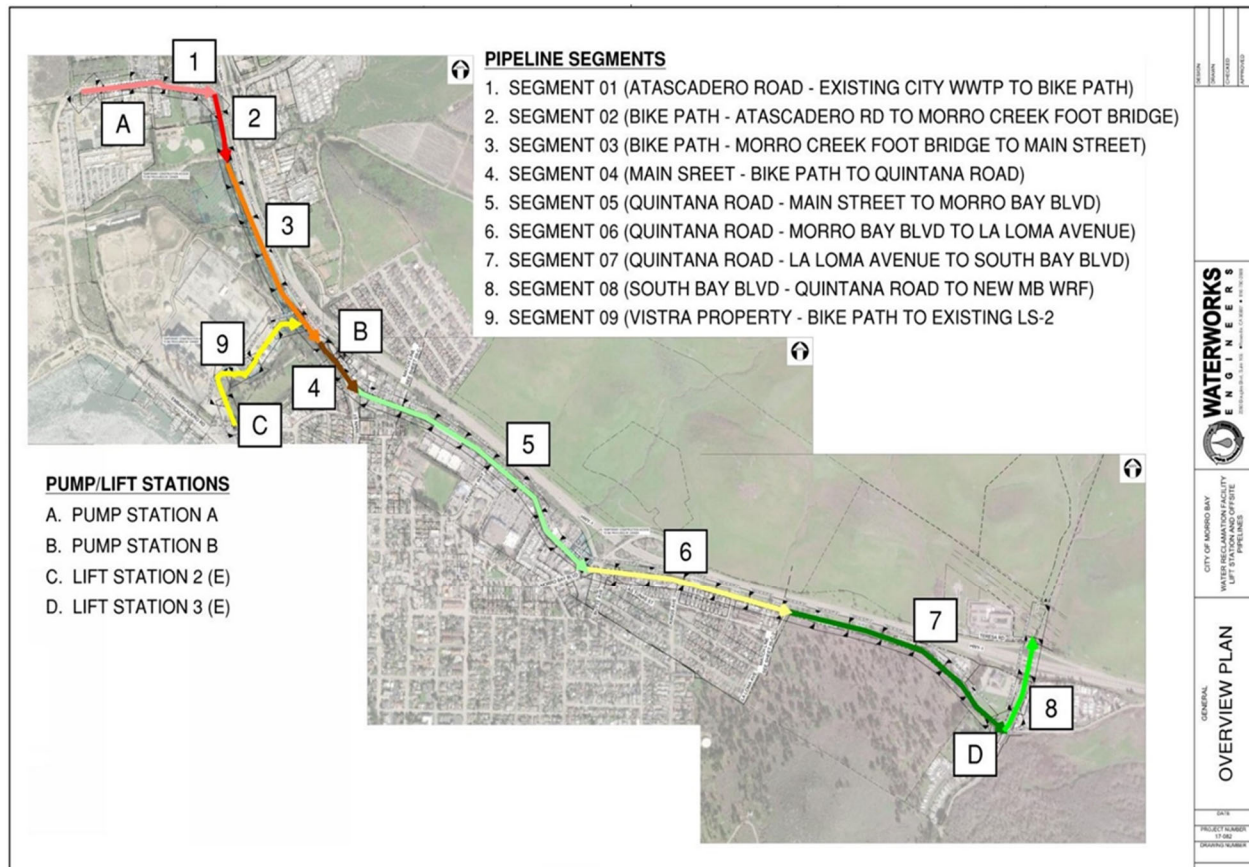 PIPELINE SEGMENTS
1. SEGMENT 01 (ATASCADERO ROAD - EXISTING CITY WWTP TO BIKE PATH)
2. SEGMENT 02 (BIKE PATH - ATASCADERO RD TO MORRO CREEK FOOT BRIDGE)
3. SEGMENT 03 (BIKE PATH - MORRO CREEK FOOT BRIDGE TO MAIN STREET)
4. SEGMENT 04 (MAIN SREET - BIKE PATH TO QUINTANA ROAD)
5. SEGMENT 05 (QUINTANA ROAD - MAIN STREET TO MORRO BAY BLVD)
6. SEGMENT 06 (QUINTANA ROAD - MORRO BAY BLVD TO LA LOMA AVENUE)
7. SEGMENT 07 (QUINTANA ROAD - LA LOMA AVENUE TO SOUTH BAY BLVD)
8. SEGMENT 08 (SOUTH BAY BLVD - QUINTANA ROAD TO NEW MB WRF)
9. SEGMENT 09 (VISTRA PROPERTY - BIKE PATH TO EXISTING LS-2
1
A
2
3
B
9
4
C
5
6
7
8
D
PUMP/LIFT STATIONS
A. PUMP STATION A
B. PUMP STATION B
C. LIFT STATION 2 (E)
D. LIFT STATION 3 (E)
DESIGN
DRAWN
CHECKED
APPROVED
WATERWORKS
ENGINEERS
CITY OF MORRO BAY
WATER RECLAMATION FACILITY
LIFT STATION AND OFFSITE
PIPELINES
GENERAL
OVERVIEW PLAN
DATE
PROJECT NUMBER
17-082
DRAWING NUMBER